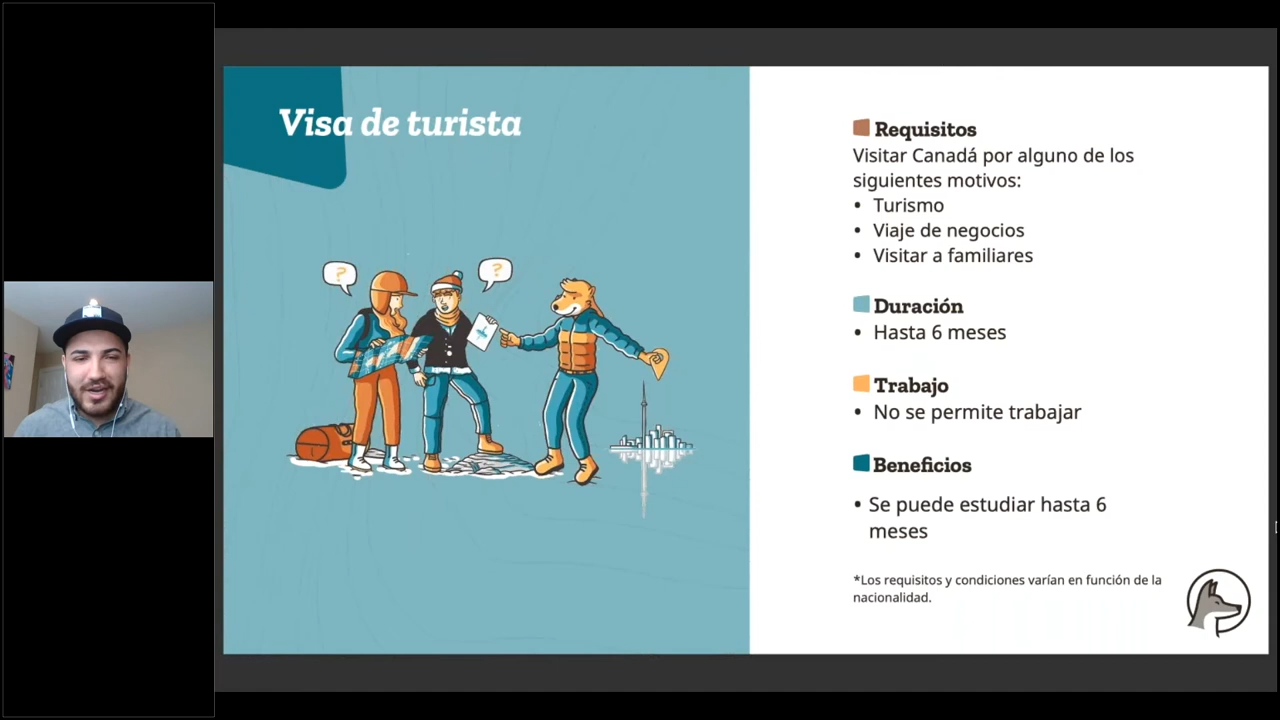 Visa de turista
?
?
Requisitos
Visitar Canadá por alguno de los
siguientes motivos:
• Turismo
• Viaje de negocios
• Visitar a familiares
Duración
• Hasta 6 meses
Trabajo
• No se permite trabajar
Beneficios
• Se puede estudiar hasta 6
meses
*Los requisitos y condiciones varían en función de la
nacionalidad.